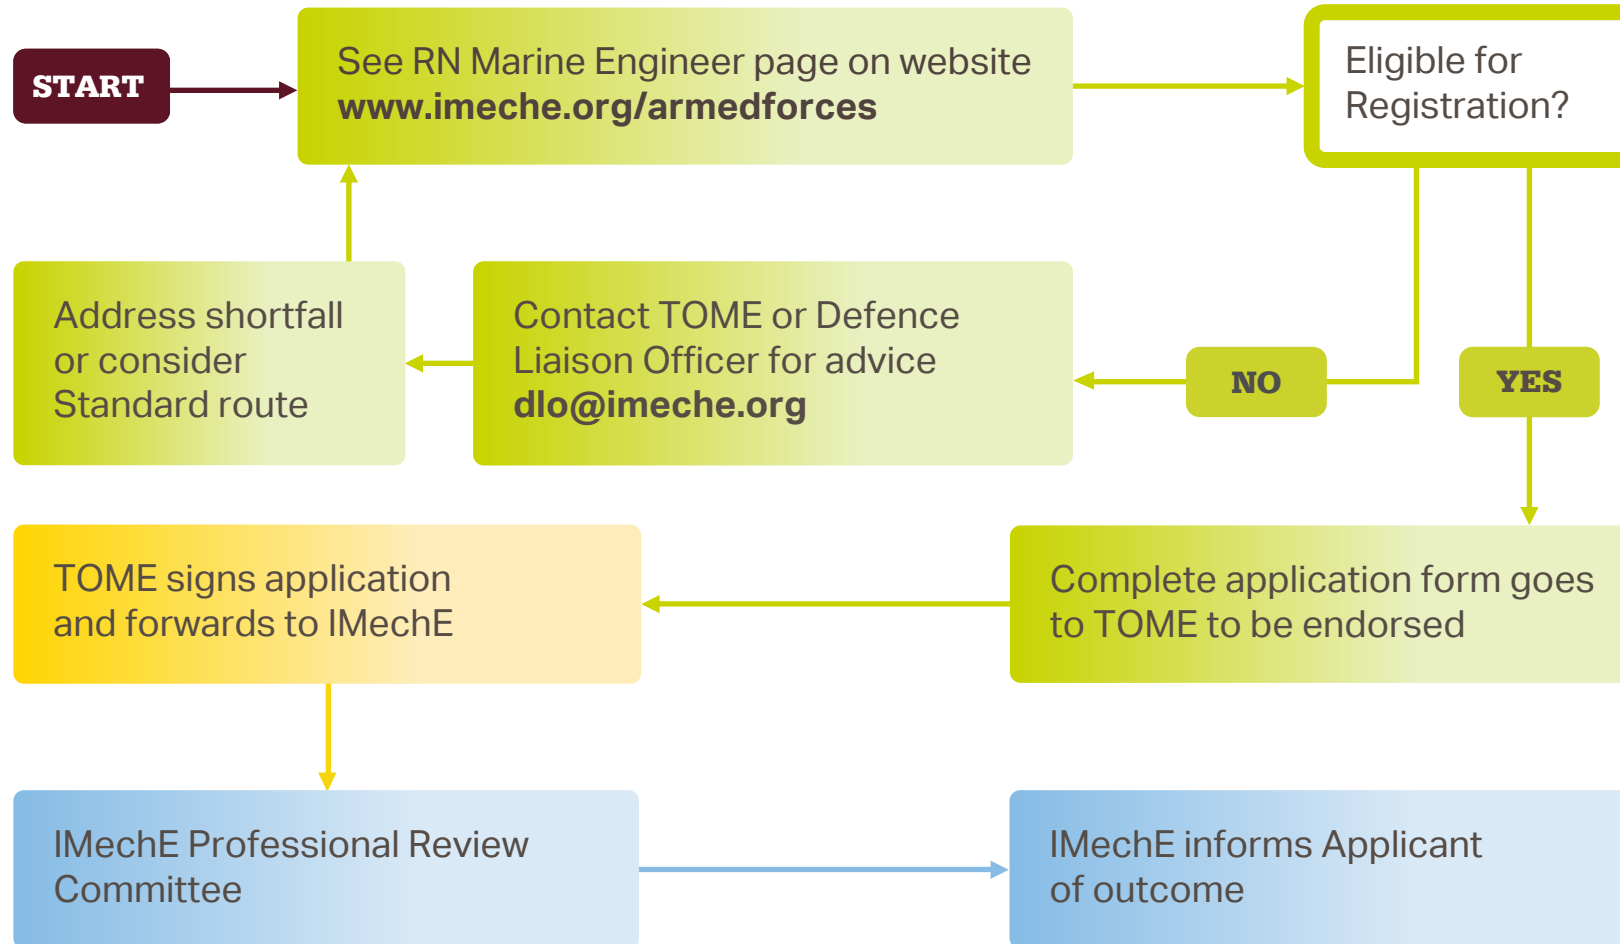 START
See RN Marine Engineer page on website
www.imeche.org/armedforces
Eligible for
Registration?
Address shortfall
or consider
Standard route
Contact TOME or Defence
Liaison Officer for advice
dlo@imeche.org
NO
YES
TOME signs application
and forwards to IMechE
Complete application form goes
to TOME to be endorsed
IMechE Professional Review
Committee
IMechE informs Applicant
of outcome